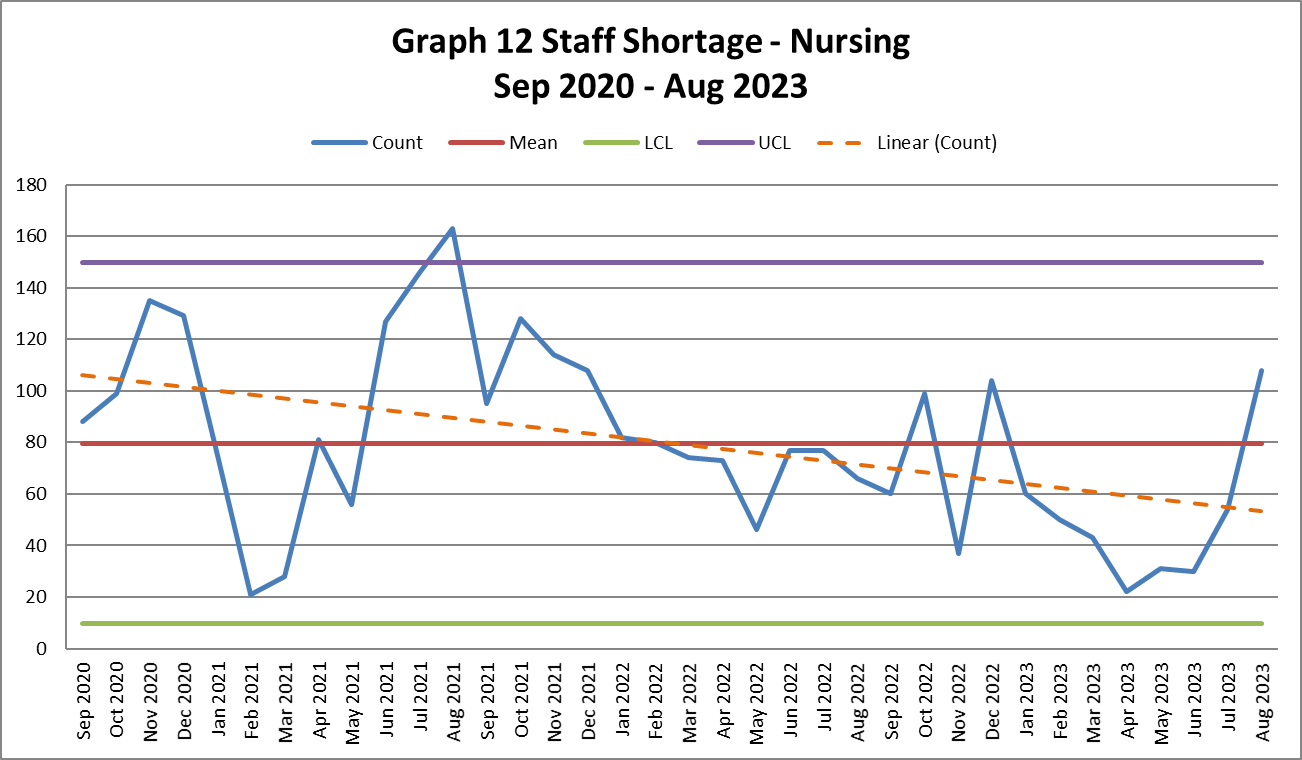 Graph 12 Staff Shortage - Nursing
Sep 2020 - Aug 2023
Count Mean LCL UCL Linear (Count)
180
160
140
120
100
80
60
40
20
0
Sep 2020
Oct 2020
Nov 2020
Dec 2020
Jan 2021
Feb 2021
Mar 2021
Apr 2021
May 2021
Jun 2021
Jul 2021
Aug 2021
Sep 2021
Oct 2021
Nov 2021
Dec 2021
Jan 2022
Feb 2022
Mar 2022
Apr 2022
May 2022
Jun 2022
Jul 2022
Aug 2022
Sep 2022
Oct 2022
Nov 2022
Dec 2022
Jan 2023
Feb 2023
Mar 2023
Apr 2023
May 2023
Jun 2023
Jul 2023
Aug 2023